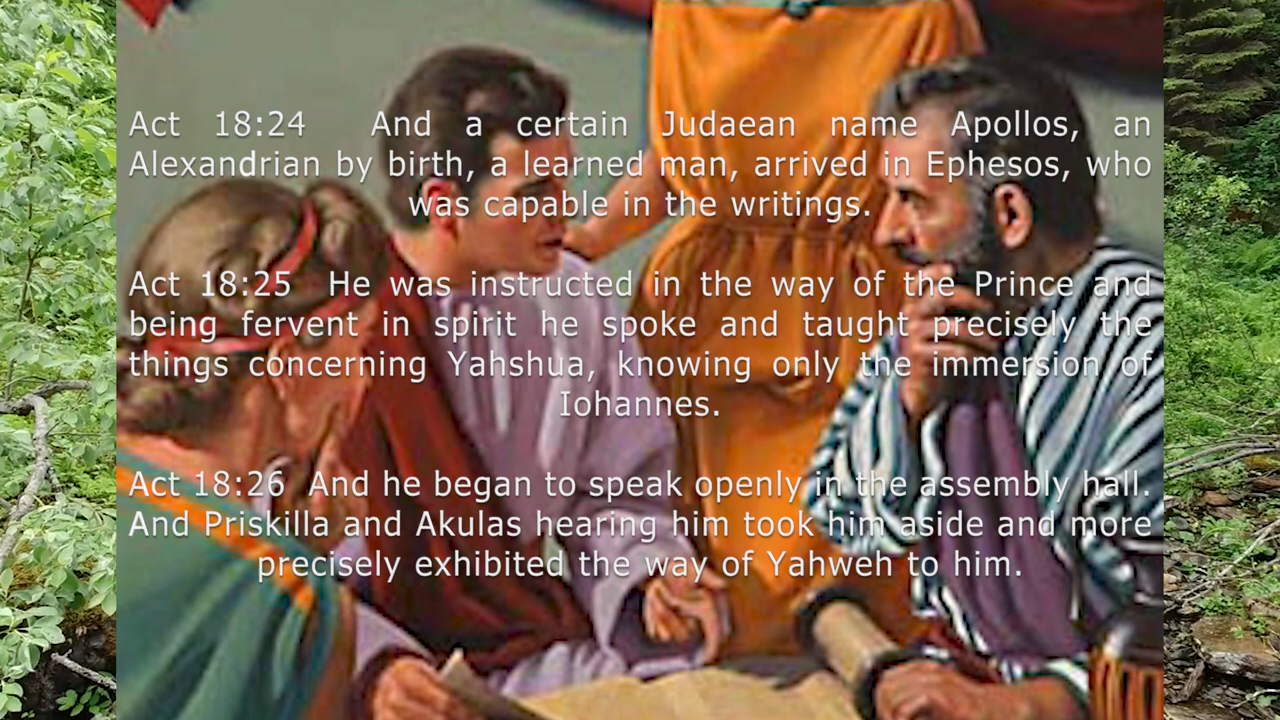 Act 18:24 And a certain Judaean name Apollos, an
Alexandrian by birth, a learned man, arrived in Ephesos, who
was capable in the writings.
Act 18:25 He was instructed in the way of the Prince and
being fervent in spirit he spoke and taught precisely the
things concerning Yahshua, knowing only the immersion of
Iohannes.
Act 18:26 And he began to speak openly in the assembly hall.
And Priskilla and Akulas hearing him took him aside and more
precisely exhibited the way of Yahweh to him.